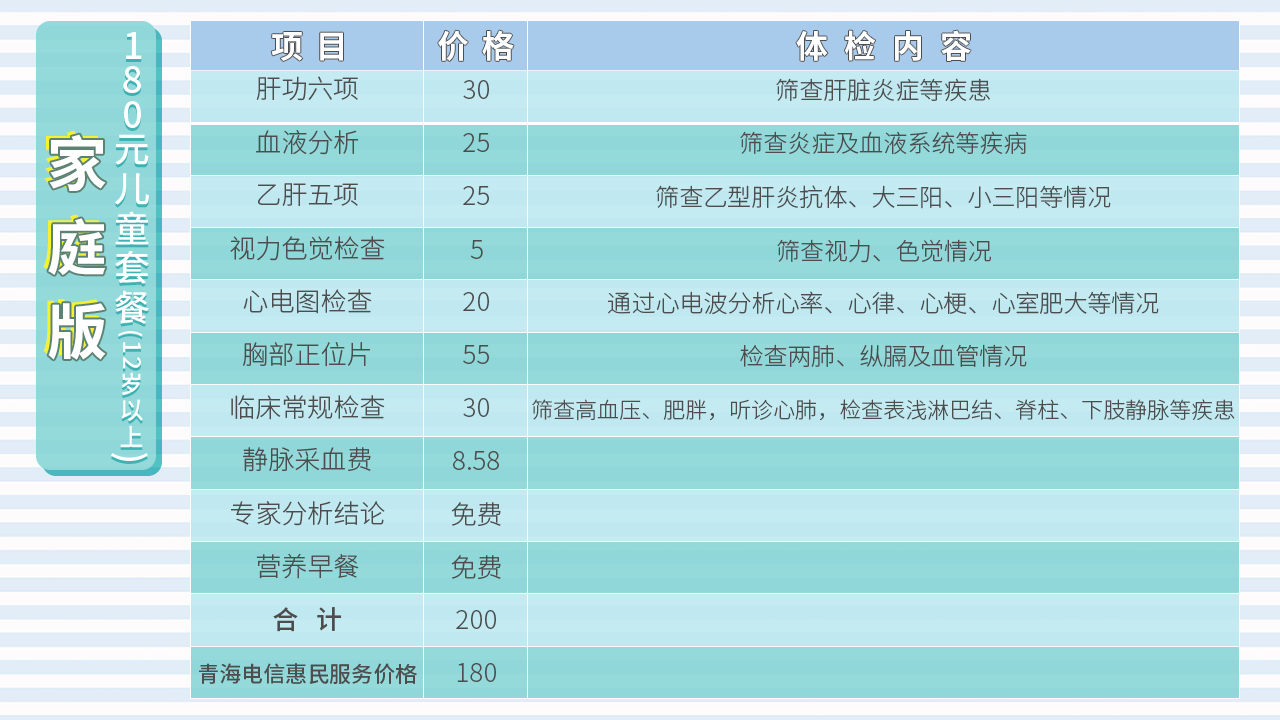 家庭版
180元儿童套餐(12岁以上)
项目 价格 体检内容
肝功六项 30 筛查肝脏炎症等疾患
血液分析 25 筛查炎症及血液系统等疾病
乙肝五项 25 筛查乙型肝炎抗体、大三阳、小三阳等情况
视力色觉检查 5 筛查视力、色觉情况
心电图检查 20 通过心电波分析心率、心律、心梗、心室肥大等情况
胸部正位片 55 检查两肺、纵膈及血管情况
临床常规检查 30 筛查高血压、肥胖，听诊心肺，检查表浅淋巴结、脊柱、下肢静脉等疾患
静脉采血费 8.58
专家分析结论 免费
营养早餐 免费
合 计 200
青海电信惠民服务价格 180